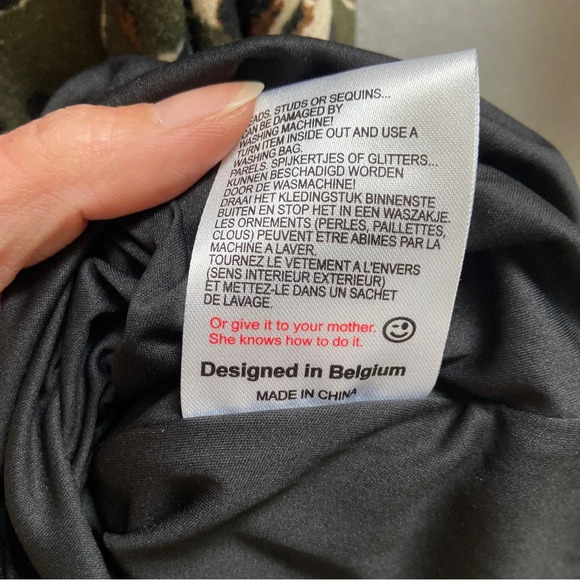 ADS, STUDS OR SEQUINS...
CAN BE DAMAGED BY
WASHING MACHINE!
TURN ITEM INSIDE OUT AND USE A
WASHING BAG.
PARELS, SPIJKERTJES OF GLITTERS...
KUNNEN BESCHADIGD WORDEN
DOOR DE WASMACHINE!
DRAAI HET KLEDINGSTUK BINNENSTE
BUITEN EN STOP HET IN EEN WASZAKJE.
LES ORNEMENTS (PERLES, PAILLETTES,
CLOUS) PEUVENT ETRE ABIMES PAR LA
MACHINE A LAVER.
TOURNEZ LE VETEMENT A L'ENVERS
(SENS INTERIEUR EXTERIEUR)
ET METTEZ-LE DANS UN SACHET
DE LAVAGE.
Or give it to your mother.
She knows how to do it.
Designed in Belgium
MADE IN CHINA